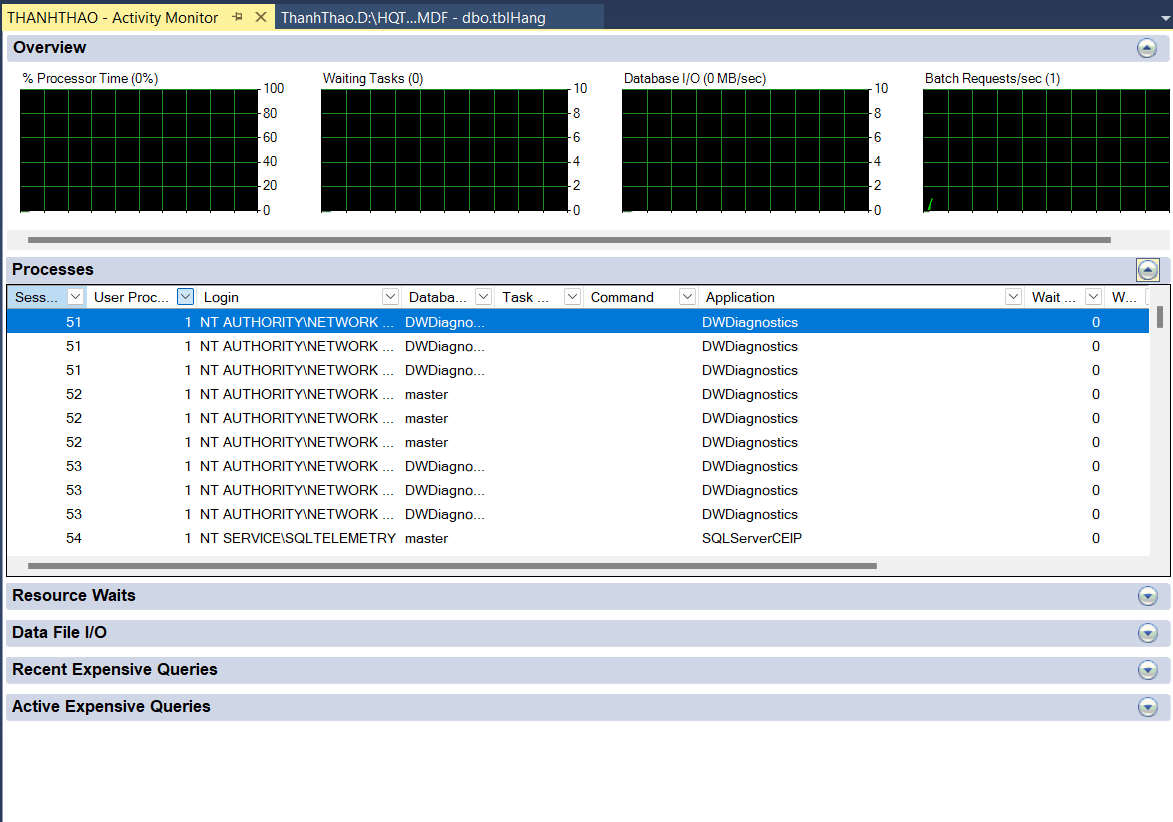 THANHTHAO - Activity Monitor ThanhThao.D:\HQT...MDF - dbo.tblHang
Overview
% Processor Time (0%) Waiting Tasks (0) Database I/O (0 MB/sec) Batch Requests/sec (1)
100 10 10
80 8 8
60 6 6
40 4 4
20 2 2
0 0 0
Processes
Sess... User Proc... Login Databa... Task ... Command Application Wait ... W...
51 1 NT AUTHORITY\NETWORK ... DWDiagno... DWDiagnostics 0
51 1 NT AUTHORITY\NETWORK ... DWDiagno... DWDiagnostics 0
51 1 NT AUTHORITY\NETWORK ... DWDiagno... DWDiagnostics 0
52 1 NT AUTHORITY\NETWORK ... master DWDiagnostics 0
52 1 NT AUTHORITY\NETWORK ... master DWDiagnostics 0
52 1 NT AUTHORITY\NETWORK ... master DWDiagnostics 0
53 1 NT AUTHORITY\NETWORK ... DWDiagno... DWDiagnostics 0
53 1 NT AUTHORITY\NETWORK ... DWDiagno... DWDiagnostics 0
53 1 NT AUTHORITY\NETWORK ... DWDiagno... DWDiagnostics 0
54 1 NT SERVICE\SQLTELEMETRY master SQLServerCEIP 0
Resource Waits
Data File I/O
Recent Expensive Queries
Active Expensive Queries